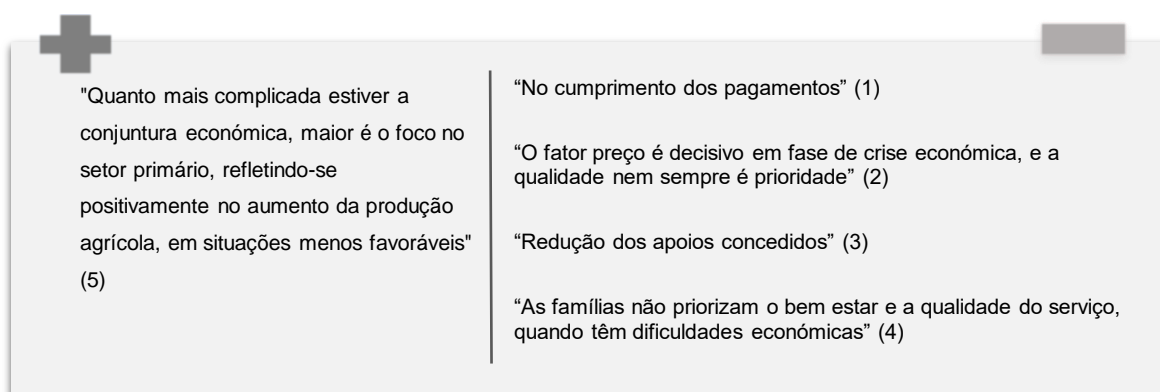 "Quanto mais complicada estiver a
conjuntura económica, maior é o foco no
setor primário, refletindo-se
positivamente no aumento da produção
agrícola, em situações menos favoráveis"
(5)
“No cumprimento dos pagamentos” (1)
“O fator preço é decisivo em fase de crise económica, e a
qualidade nem sempre é prioridade” (2)
“Redução dos apoios concedidos” (3)
“As famílias não priorizam o bem estar e a qualidade do serviço,
quando têm dificuldades económicas” (4)